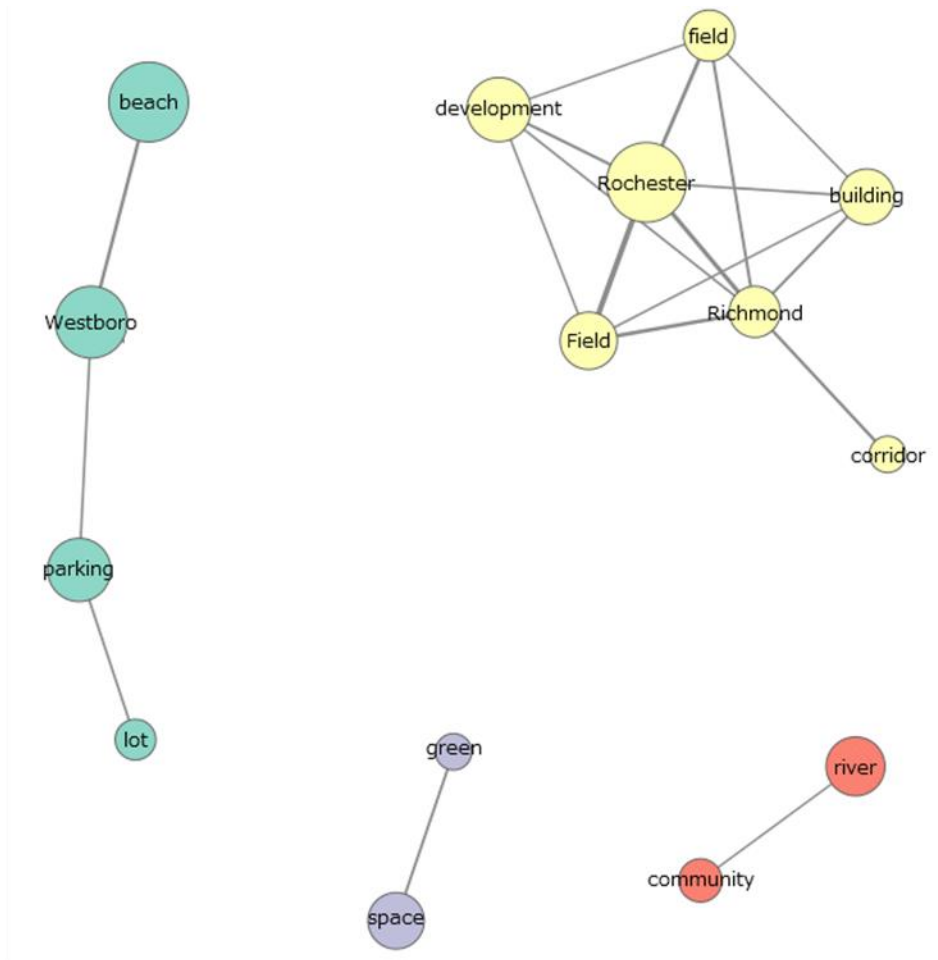 field
beach
development
Rochester
building
Richmond
Westboro
Field
corridor
parking
lot
green
river
community
space